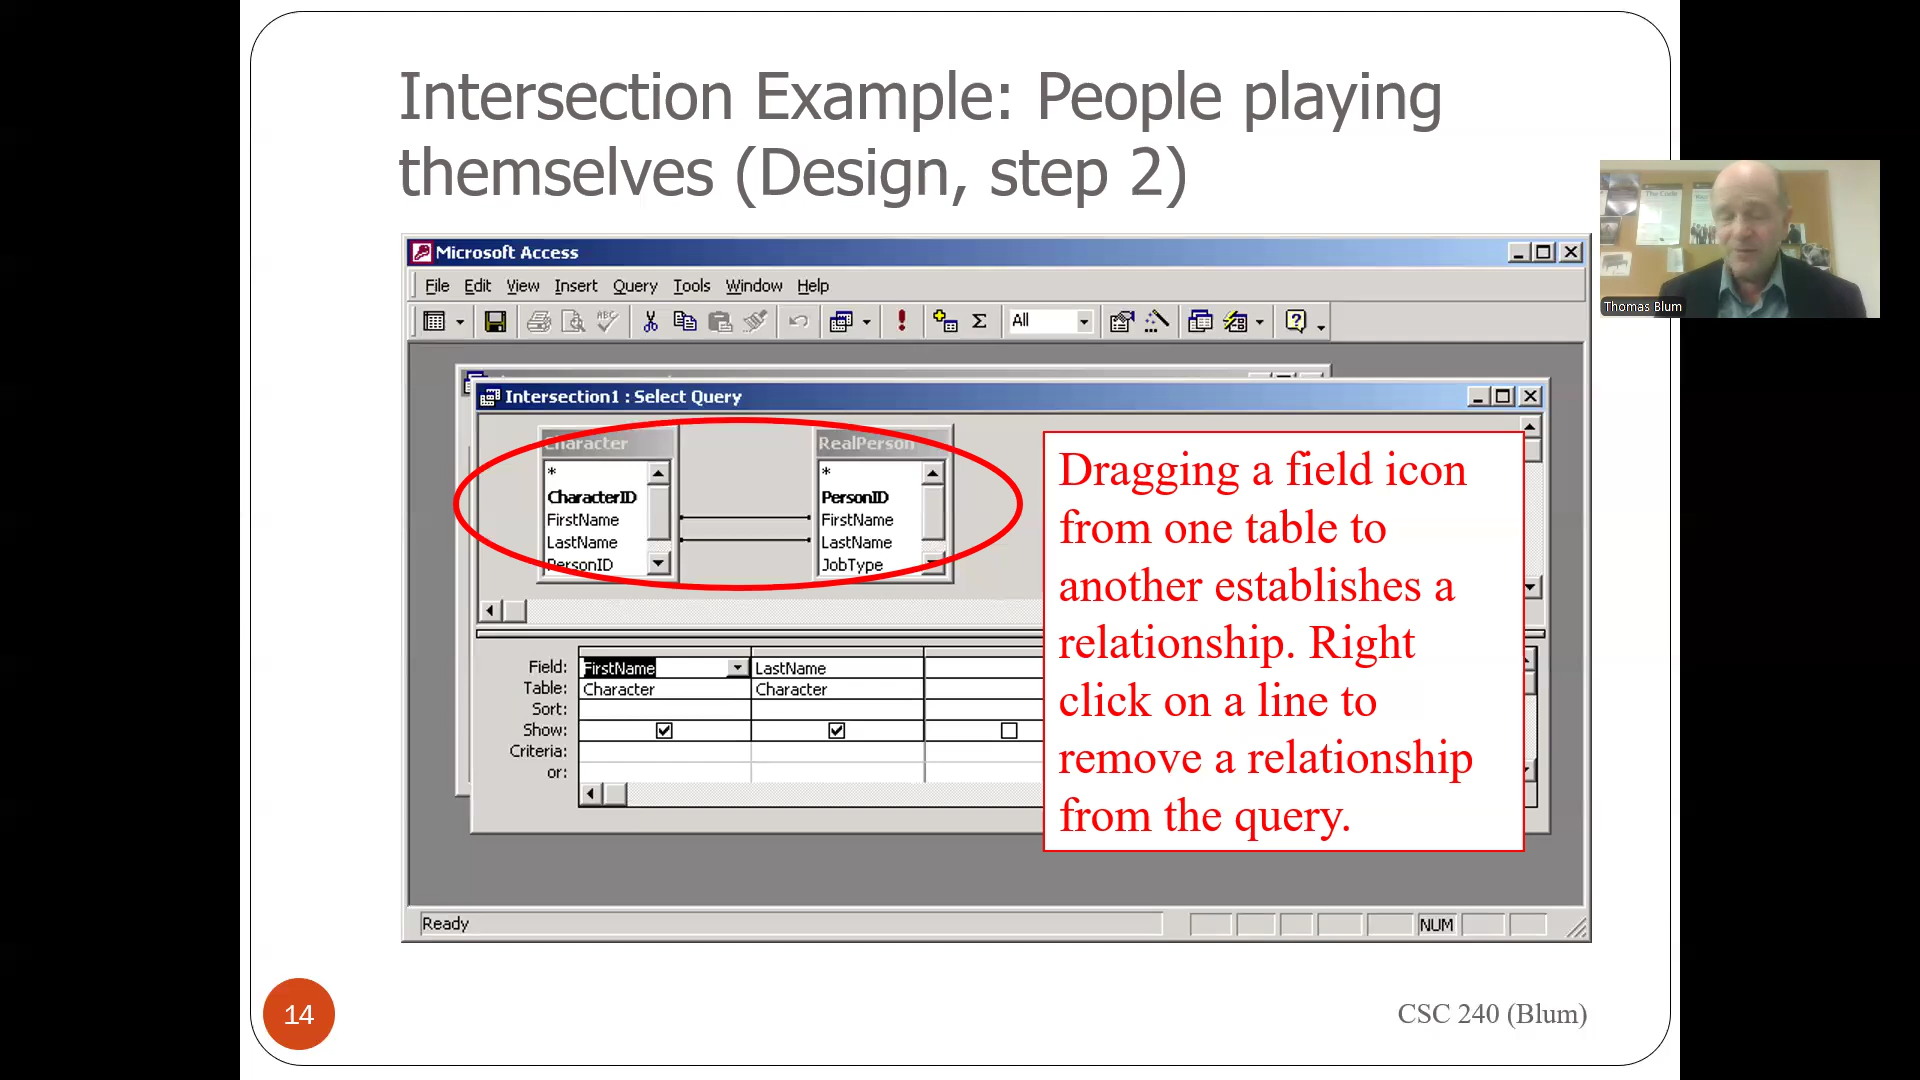 Intersection Example: People playing
themselves (Design, step 2)
Microsoft Access
File Edit View Insert Query Tools Window Help
All
Intersection1 : Select Query
Character
*
CharacterID
FirstName
LastName
PersonID
RealPerson
*
PersonID
FirstName
LastName
JobType
Dragging a field icon
from one table to
another establishes a
relationship. Right
click on a line to
remove a relationship
from the query.
Field: FirstName LastName
Table: Character Character
Sort:
Show:
Criteria:
or:
Ready
NUM
14
CSC 240 (Blum)
The Code
Thomas Blum